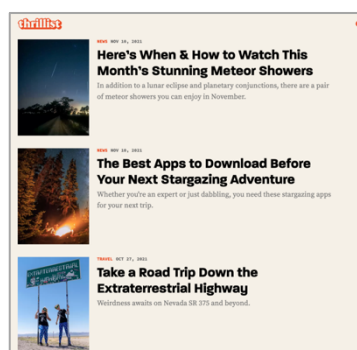 thrillist
NEWS NOV 10, 2021
Here's When & How to Watch This
Month's Stunning Meteor Showers
In addition to a lunar eclipse and planetary conjunctions, there are a pair
of meteor showers you can enjoy in November.
NEWS NOV 10, 2021
The Best Apps to Download Before
Your Next Stargazing Adventure
Whether you're an expert or just dabbling, you need these stargazing apps
for your next trip.
TRAVEL OCT 27, 2021
Take a Road Trip Down the
Extraterrestrial Highway
Weirdness awaits on Nevada SR 375 and beyond.
EXTRATERRESTRIAL
HIGHWAY